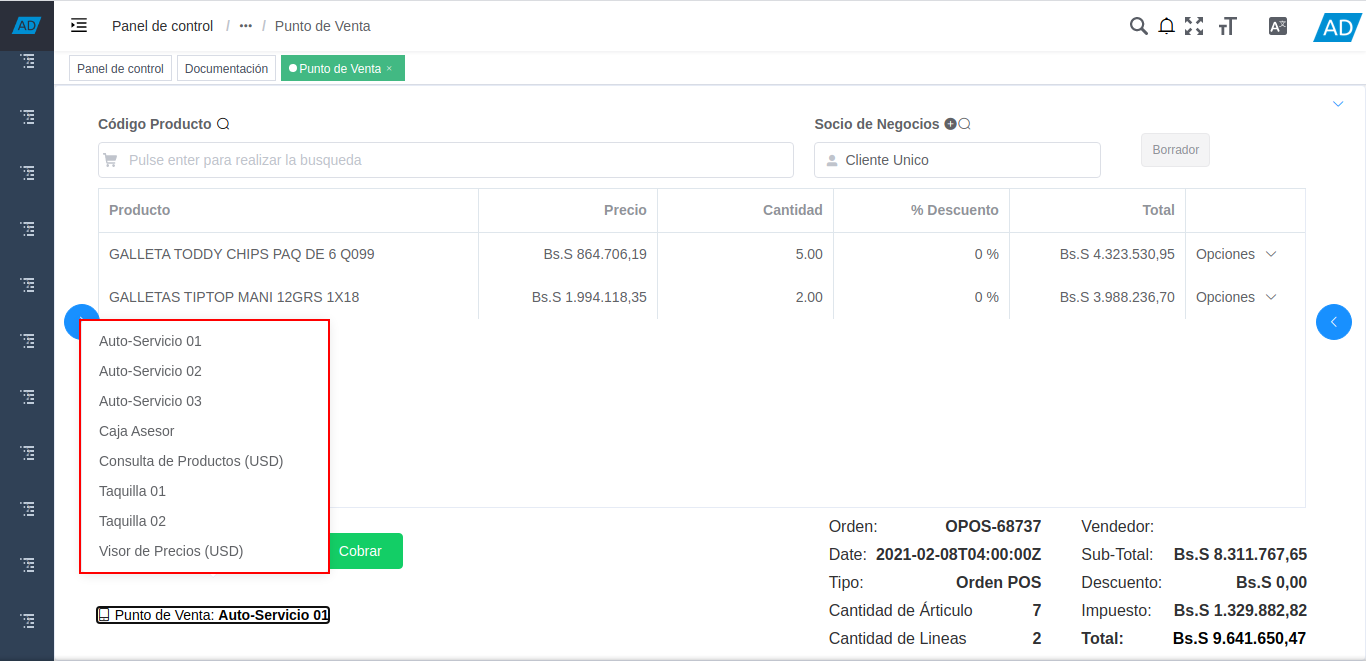 AD
Panel de control / ••• / Punto de Venta
AD
Panel de control
Documentación
Punto de Venta ×
Código Producto
Socio de Negocios
Pulse enter para realizar la busqueda
Cliente Unico
Borrador
Producto Precio Cantidad % Descuento Total
GALLETA TODDY CHIPS PAQ DE 6 Q099 Bs.S 864.706,19 5.00 0 % Bs.S 4.323.530,95 Opciones
GALLETAS TIPTOP MANI 12GRS 1X18 Bs.S 1.994.118,35 2.00 0 % Bs.S 3.988.236,70 Opciones
Auto-Servicio 01
Auto-Servicio 02
Auto-Servicio 03
Caja Asesor
Consulta de Productos (USD)
Taquilla 01
Taquilla 02
Visor de Precios (USD)
Cobrar
Punto de Venta: Auto-Servicio 01
Orden: OPOS-68737 Vendedor:
Date: 2021-02-08T04:00:00Z Sub-Total: Bs.S 8.311.767,65
Tipo: Orden POS Descuento: Bs.S 0,00
Cantidad de Árticulo 7 Impuesto: Bs.S 1.329.882,82
Cantidad de Lineas 2 Total: Bs.S 9.641.650,47